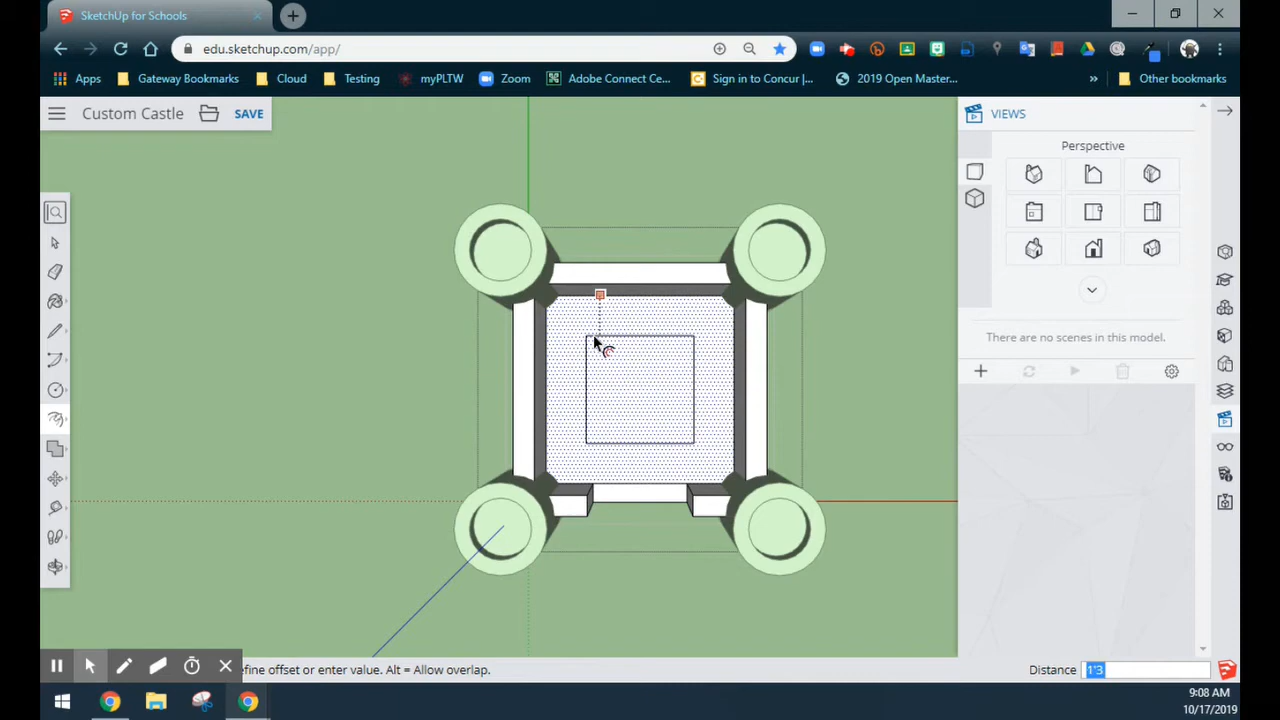 SketchUp for Schools
edu.sketchup.com/app/
Apps Gateway Bookmarks Cloud Testing myPLTW Zoom Adobe Connect Ce... Sign in to Concur |... 2019 Open Master... » Other bookmarks
Custom Castle SAVE
VIEWS
Perspective
There are no scenes in this model.
efine offset or enter value. Alt = Allow overlap.
Distance 1'3
9:08 AM
10/17/2019